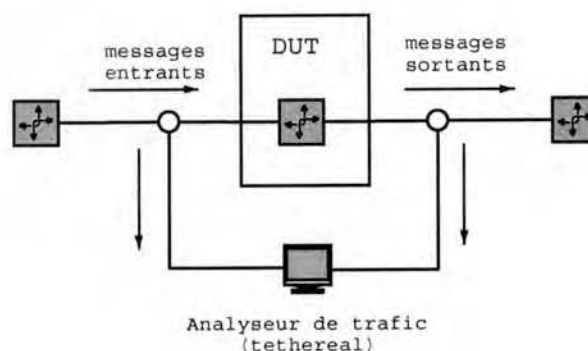 messages
entrants
DUT
messages
sortants
Analyseur de trafic
(tethereal)